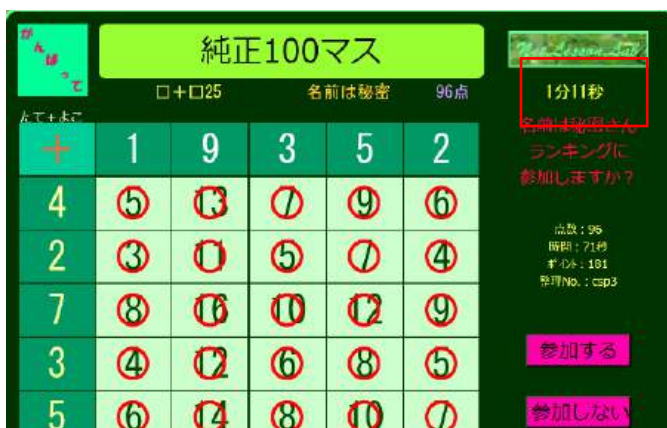 がんばって
純正100マス
Net Lesson Lab
□+□25 名前は秘密 96点
1分11秒
たて+よこ
名前は秘密さん
ランキングに
参加しますか？
+ 1 9 3 5 2
4 5 13 7 9 6
2 3 11 5 7 4
7 8 16 10 12 9
3 4 12 6 8 5
5 6 14 8 10 7
点数：96
時間：71秒
ポイント：181
整理No.：csp3
参加する
参加しない